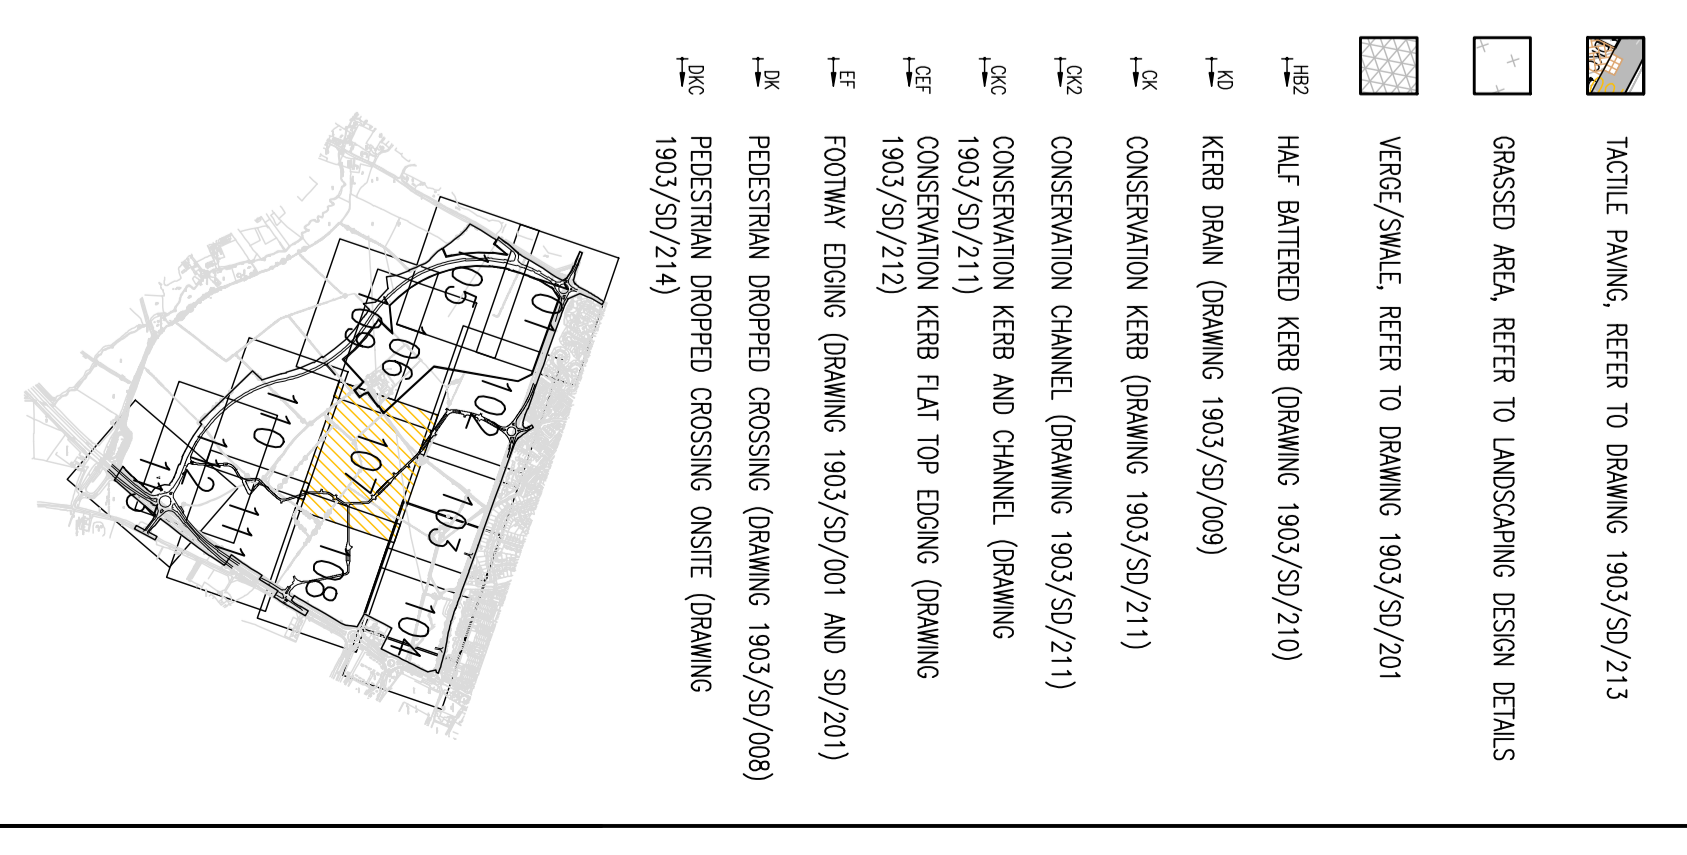 TACTILE PAVING, REFER TO DRAWING 1903/SD/213
GRASSED AREA, REFER TO LANDSCAPING DESIGN DETAILS
VERGE/SWALE, REFER TO DRAWING 1903/SD/201
HB2
HALF BATTERED KERB (DRAWING 1903/SD/210)
KD
KERB DRAIN (DRAWING 1903/SD/009)
CK
CONSERVATION KERB (DRAWING 1903/SD/211)
CK2
CONSERVATION CHANNEL (DRAWING 1903/SD/211)
CKC
CONSERVATION KERB AND CHANNEL (DRAWING
1903/SD/211)
CEF
CONSERVATION KERB FLAT TOP EDGING (DRAWING
1903/SD/212)
EF
FOOTWAY EDGING (DRAWING 1903/SD/001 AND SD/201)
DK
PEDESTRIAN DROPPED CROSSING (DRAWING 1903/SD/008)
DKC
PEDESTRIAN DROPPED CROSSING ONSITE (DRAWING
1903/SD/214)
105
106
102
109
107
103
110
108
104
112
111